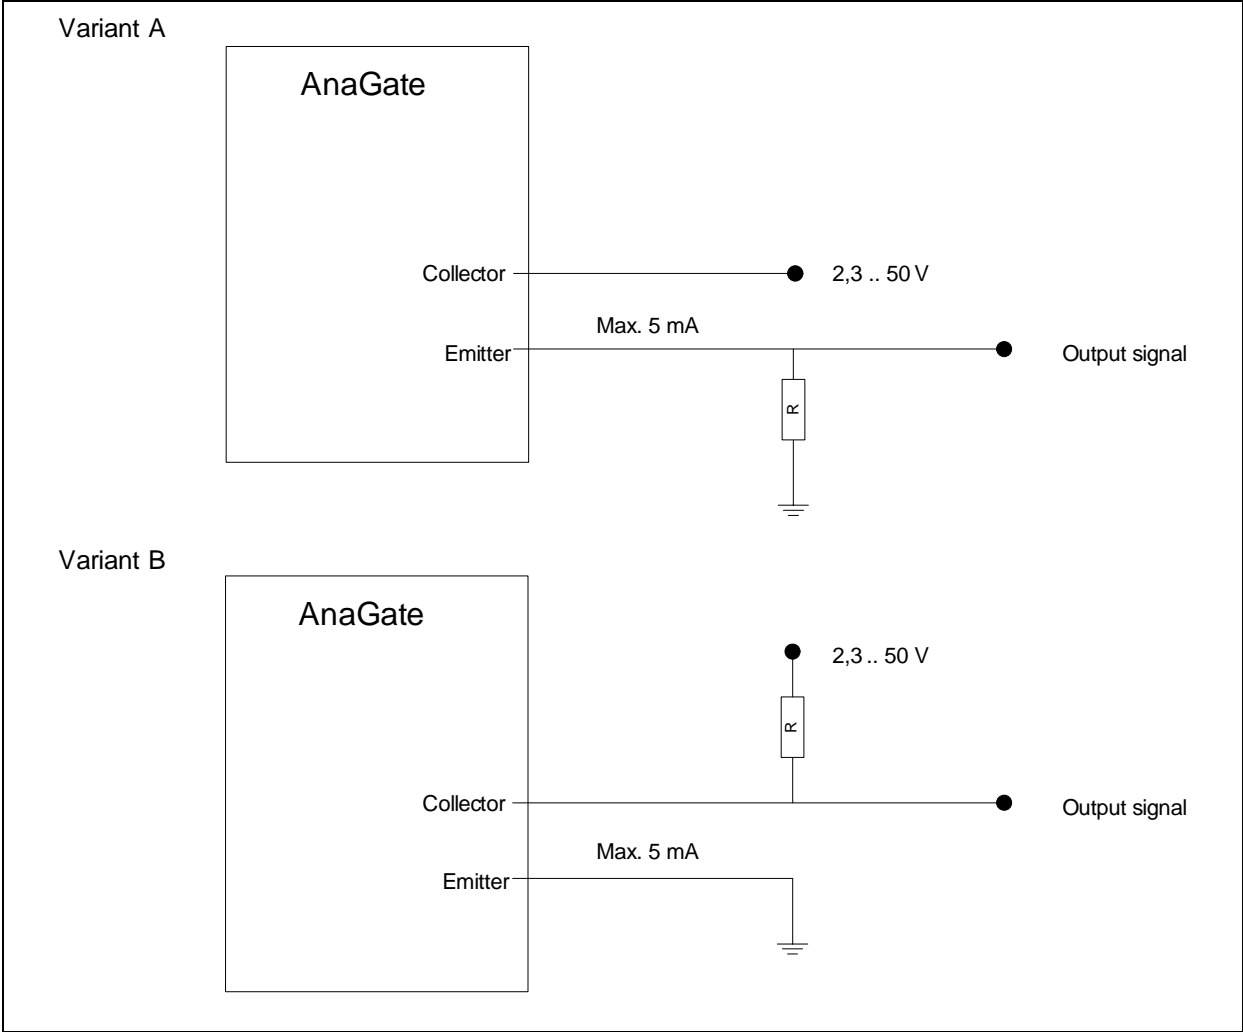 Variant A
AnaGate
Collector
2,3 .. 50 V
Max. 5 mA
Emitter
Output signal
R
Variant B
AnaGate
2,3 .. 50 V
R
Collector
Output signal
Max. 5 mA
Emitter